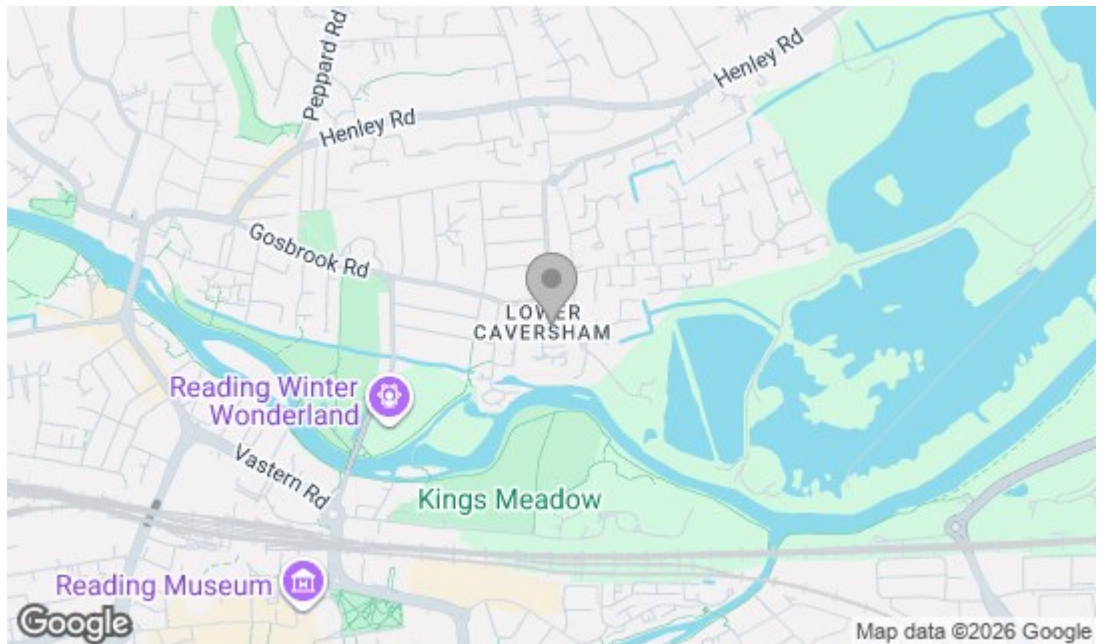 Peppard Rd
Henley Rd
Henley Rd
Gosbrook Rd
LOWER
CAVERSHAM
Reading Winter
Wonderland
Vastern Rd
Kings Meadow
Reading Museum
Google
Map data ©2026 Google